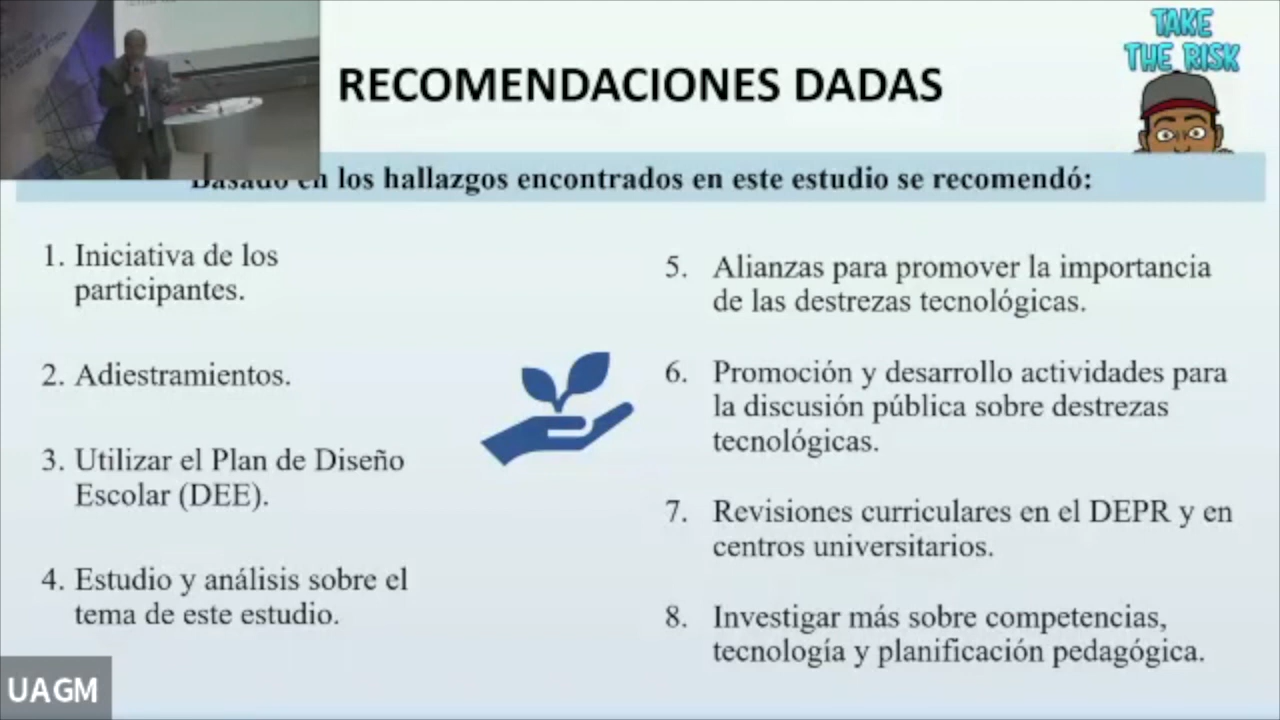 TAKE
THE RISK
RECOMENDACIONES DADAS
Basado en los hallazgos encontrados en este estudio se recomendó:
1. Iniciativa de los
participantes.
2. Adiestramientos.
3. Utilizar el Plan de Diseño
Escolar (DEE).
4. Estudio y análisis sobre el
tema de este estudio.
5. Alianzas para promover la importancia
de las destrezas tecnológicas.
6. Promoción y desarrollo actividades para
la discusión pública sobre destrezas
tecnológicas.
7. Revisiones curriculares en el DEPR y en
centros universitarios.
8. Investigar más sobre competencias,
tecnología y planificación pedagógica.
UAGM